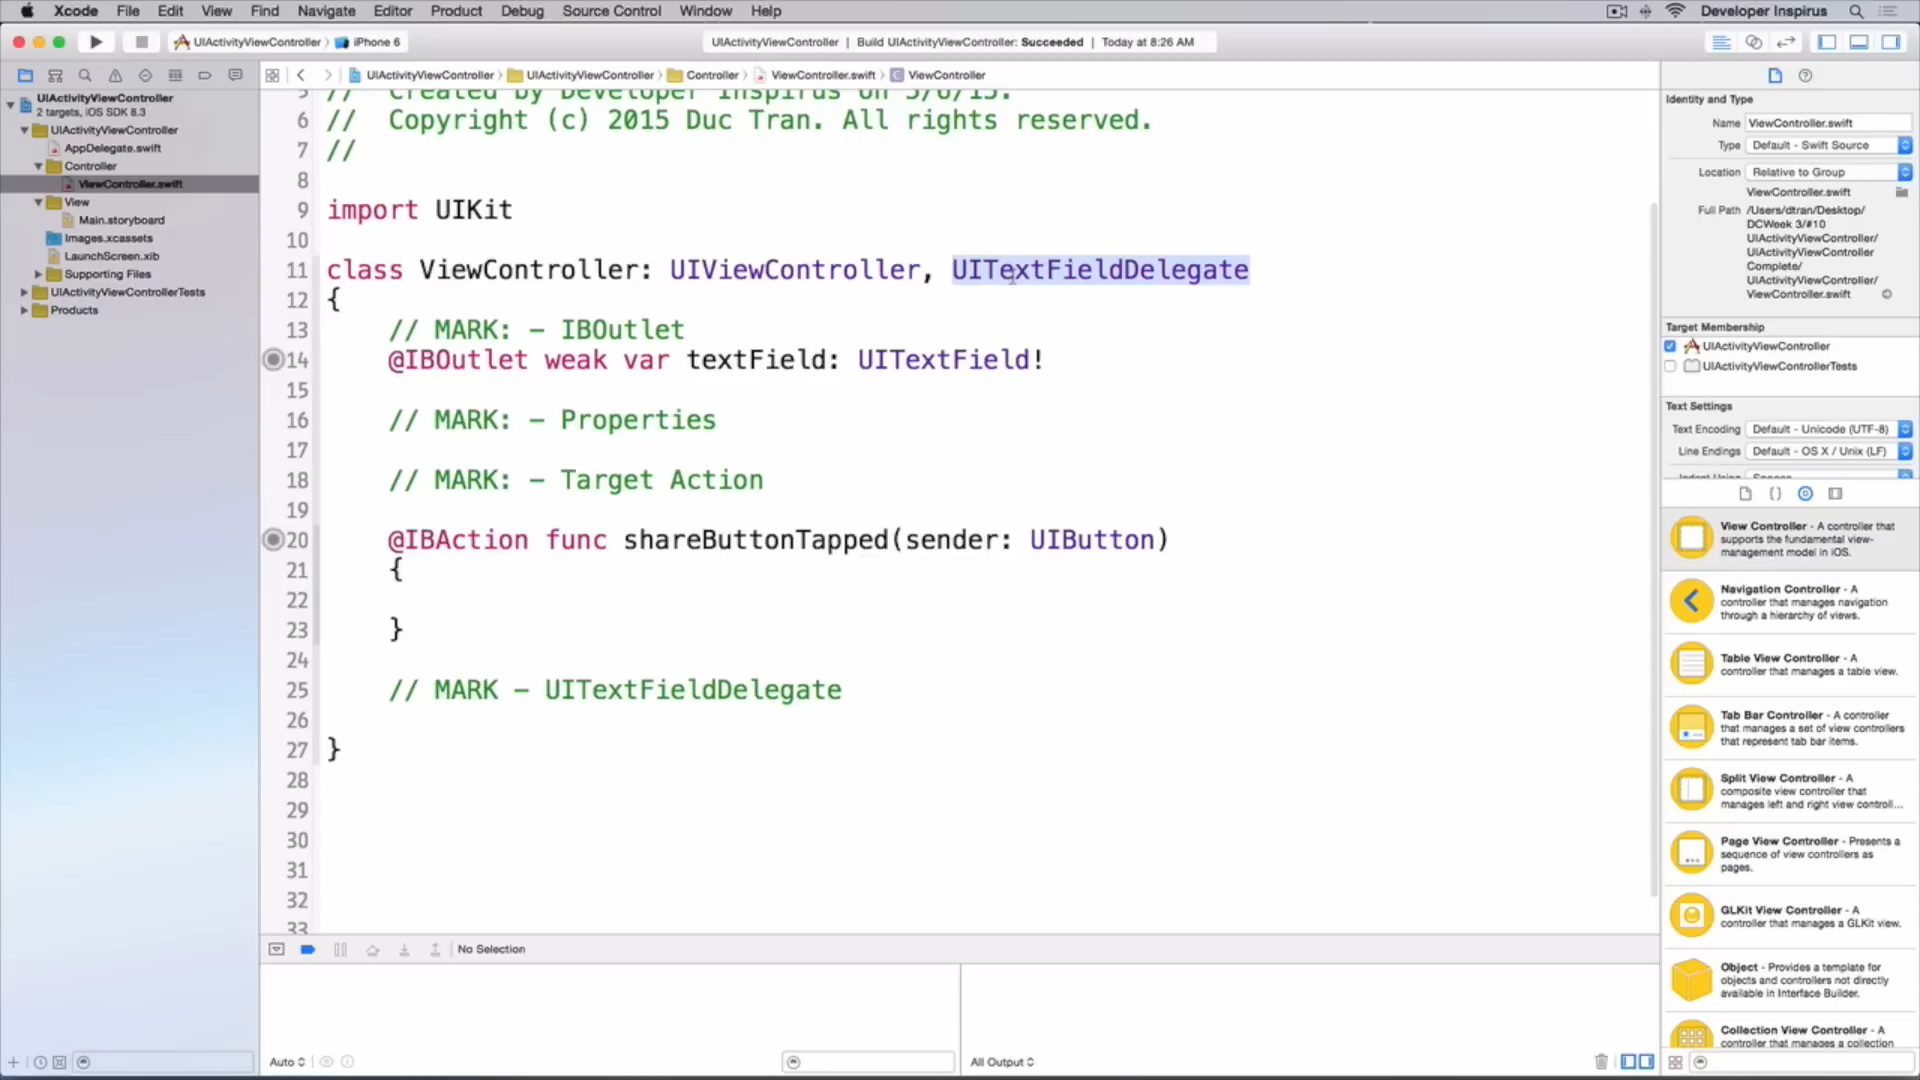 Xcode File Edit View Find Navigate Editor Product Debug Source Control Window Help Developer Inspirus
UIActivityViewController iPhone 6 UIActivityViewController | Build UIActivityViewController: Succeeded | Today at 8:26 AM
UIActivityViewController UIActivityViewController Controller ViewController.swift ViewController
UIActivityViewController
2 targets, iOS SDK 8.3
UIActivityViewController
AppDelegate.swift
Controller
ViewController.swift
View
Main.storyboard
Images.xcassets
LaunchScreen.xib
Supporting Files
UIActivityViewControllerTests
Products
5 // Created by Developer Inspirus on 5/6/15.
6 // Copyright (c) 2015 Duc Tran. All rights reserved.
7 //
8
9 import UIKit
10
11 class ViewController: UIViewController, UITextFieldDelegate
12 {
13 // MARK: - IBOutlet
14 @IBOutlet weak var textField: UITextField!
15
16 // MARK: - Properties
17
18 // MARK: - Target Action
19
20 @IBAction func shareButtonTapped(sender: UIButton)
21 {
22
23 }
24
25 // MARK - UITextFieldDelegate
26
27 }
28
29
30
31
32
33
No Selection
Auto
All Output
Identity and Type
Name ViewController.swift
Type Default - Swift Source
Location Relative to Group
ViewController.swift
Full Path /Users/dtran/Desktop/
DCWeek 3/#10
UIActivityViewController/
UIActivityViewController
Complete/
UIActivityViewController/
ViewController.swift
Target Membership
UIActivityViewController
UIActivityViewControllerTests
Text Settings
Text Encoding Default - Unicode (UTF-8)
Line Endings Default - OS X / Unix (LF)
Indent Using Spaces
View Controller - A controller that
supports the fundamental view-
management model in iOS.
Navigation Controller - A
controller that manages navigation
through a hierarchy of views.
Table View Controller - A
controller that manages a table view.
Tab Bar Controller - A controller
that manages a set of view controllers
that represent tab bar items.
Split View Controller - A
composite view controller that
manages left and right view controll...
Page View Controller - Presents a
sequence of view controllers as
pages.
GLKit View Controller - A
controller that manages a GLKit view.
Object - Provides a template for
objects and controllers not directly
available in Interface Builder.
Collection View Controller - A
controller that manages a collection